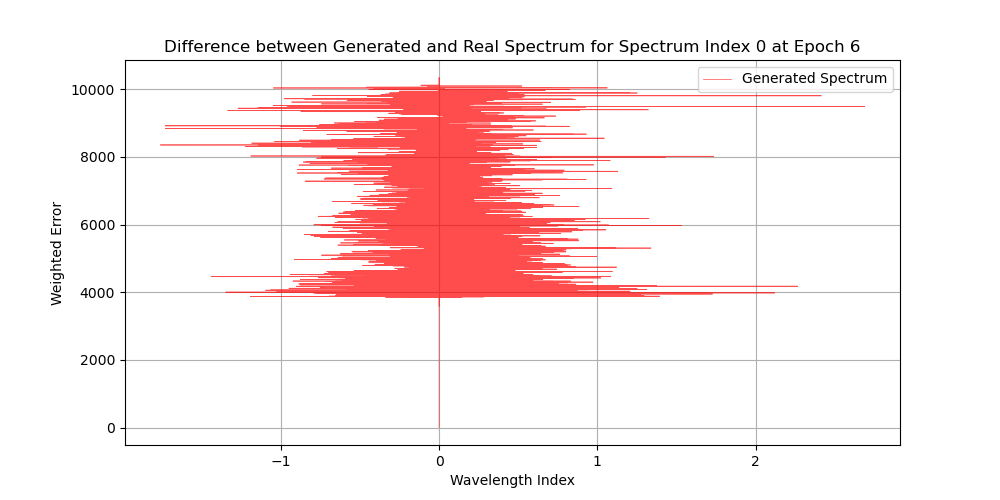 Difference between Generated and Real Spectrum for Spectrum Index 0 at Epoch 6
Generated Spectrum
10000
8000
6000
4000
2000
0
Weighted Error
−1
0
1
2
Wavelength Index